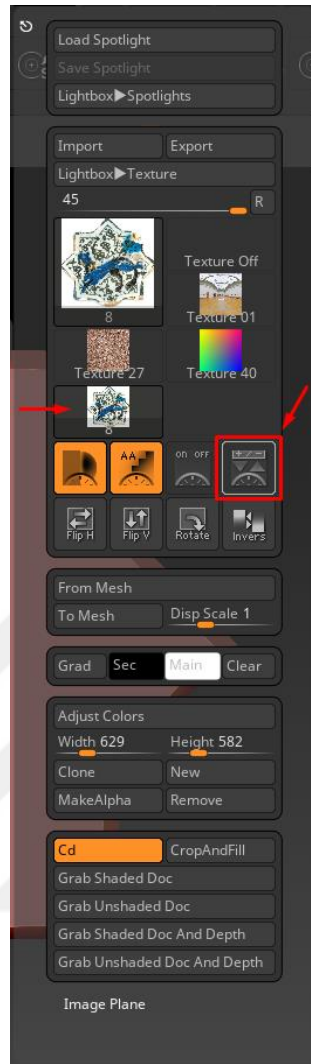 Load Spotlight
Save Spotlight
Lightbox▶Spotlights
Import Export
Lightbox▶Texture
45 R
8 Texture Off
Texture 01
Texture 27 Texture 40
8
AA on off + / −
Flip H Flip V Rotate Invers
From Mesh
To Mesh Disp Scale 1
Grad Sec Main Clear
Adjust Colors
Width 629 Height 582
Clone New
MakeAlpha Remove
Cd CropAndFill
Grab Shaded Doc
Grab Unshaded Doc
Grab Shaded Doc And Depth
Grab Unshaded Doc And Depth
Image Plane